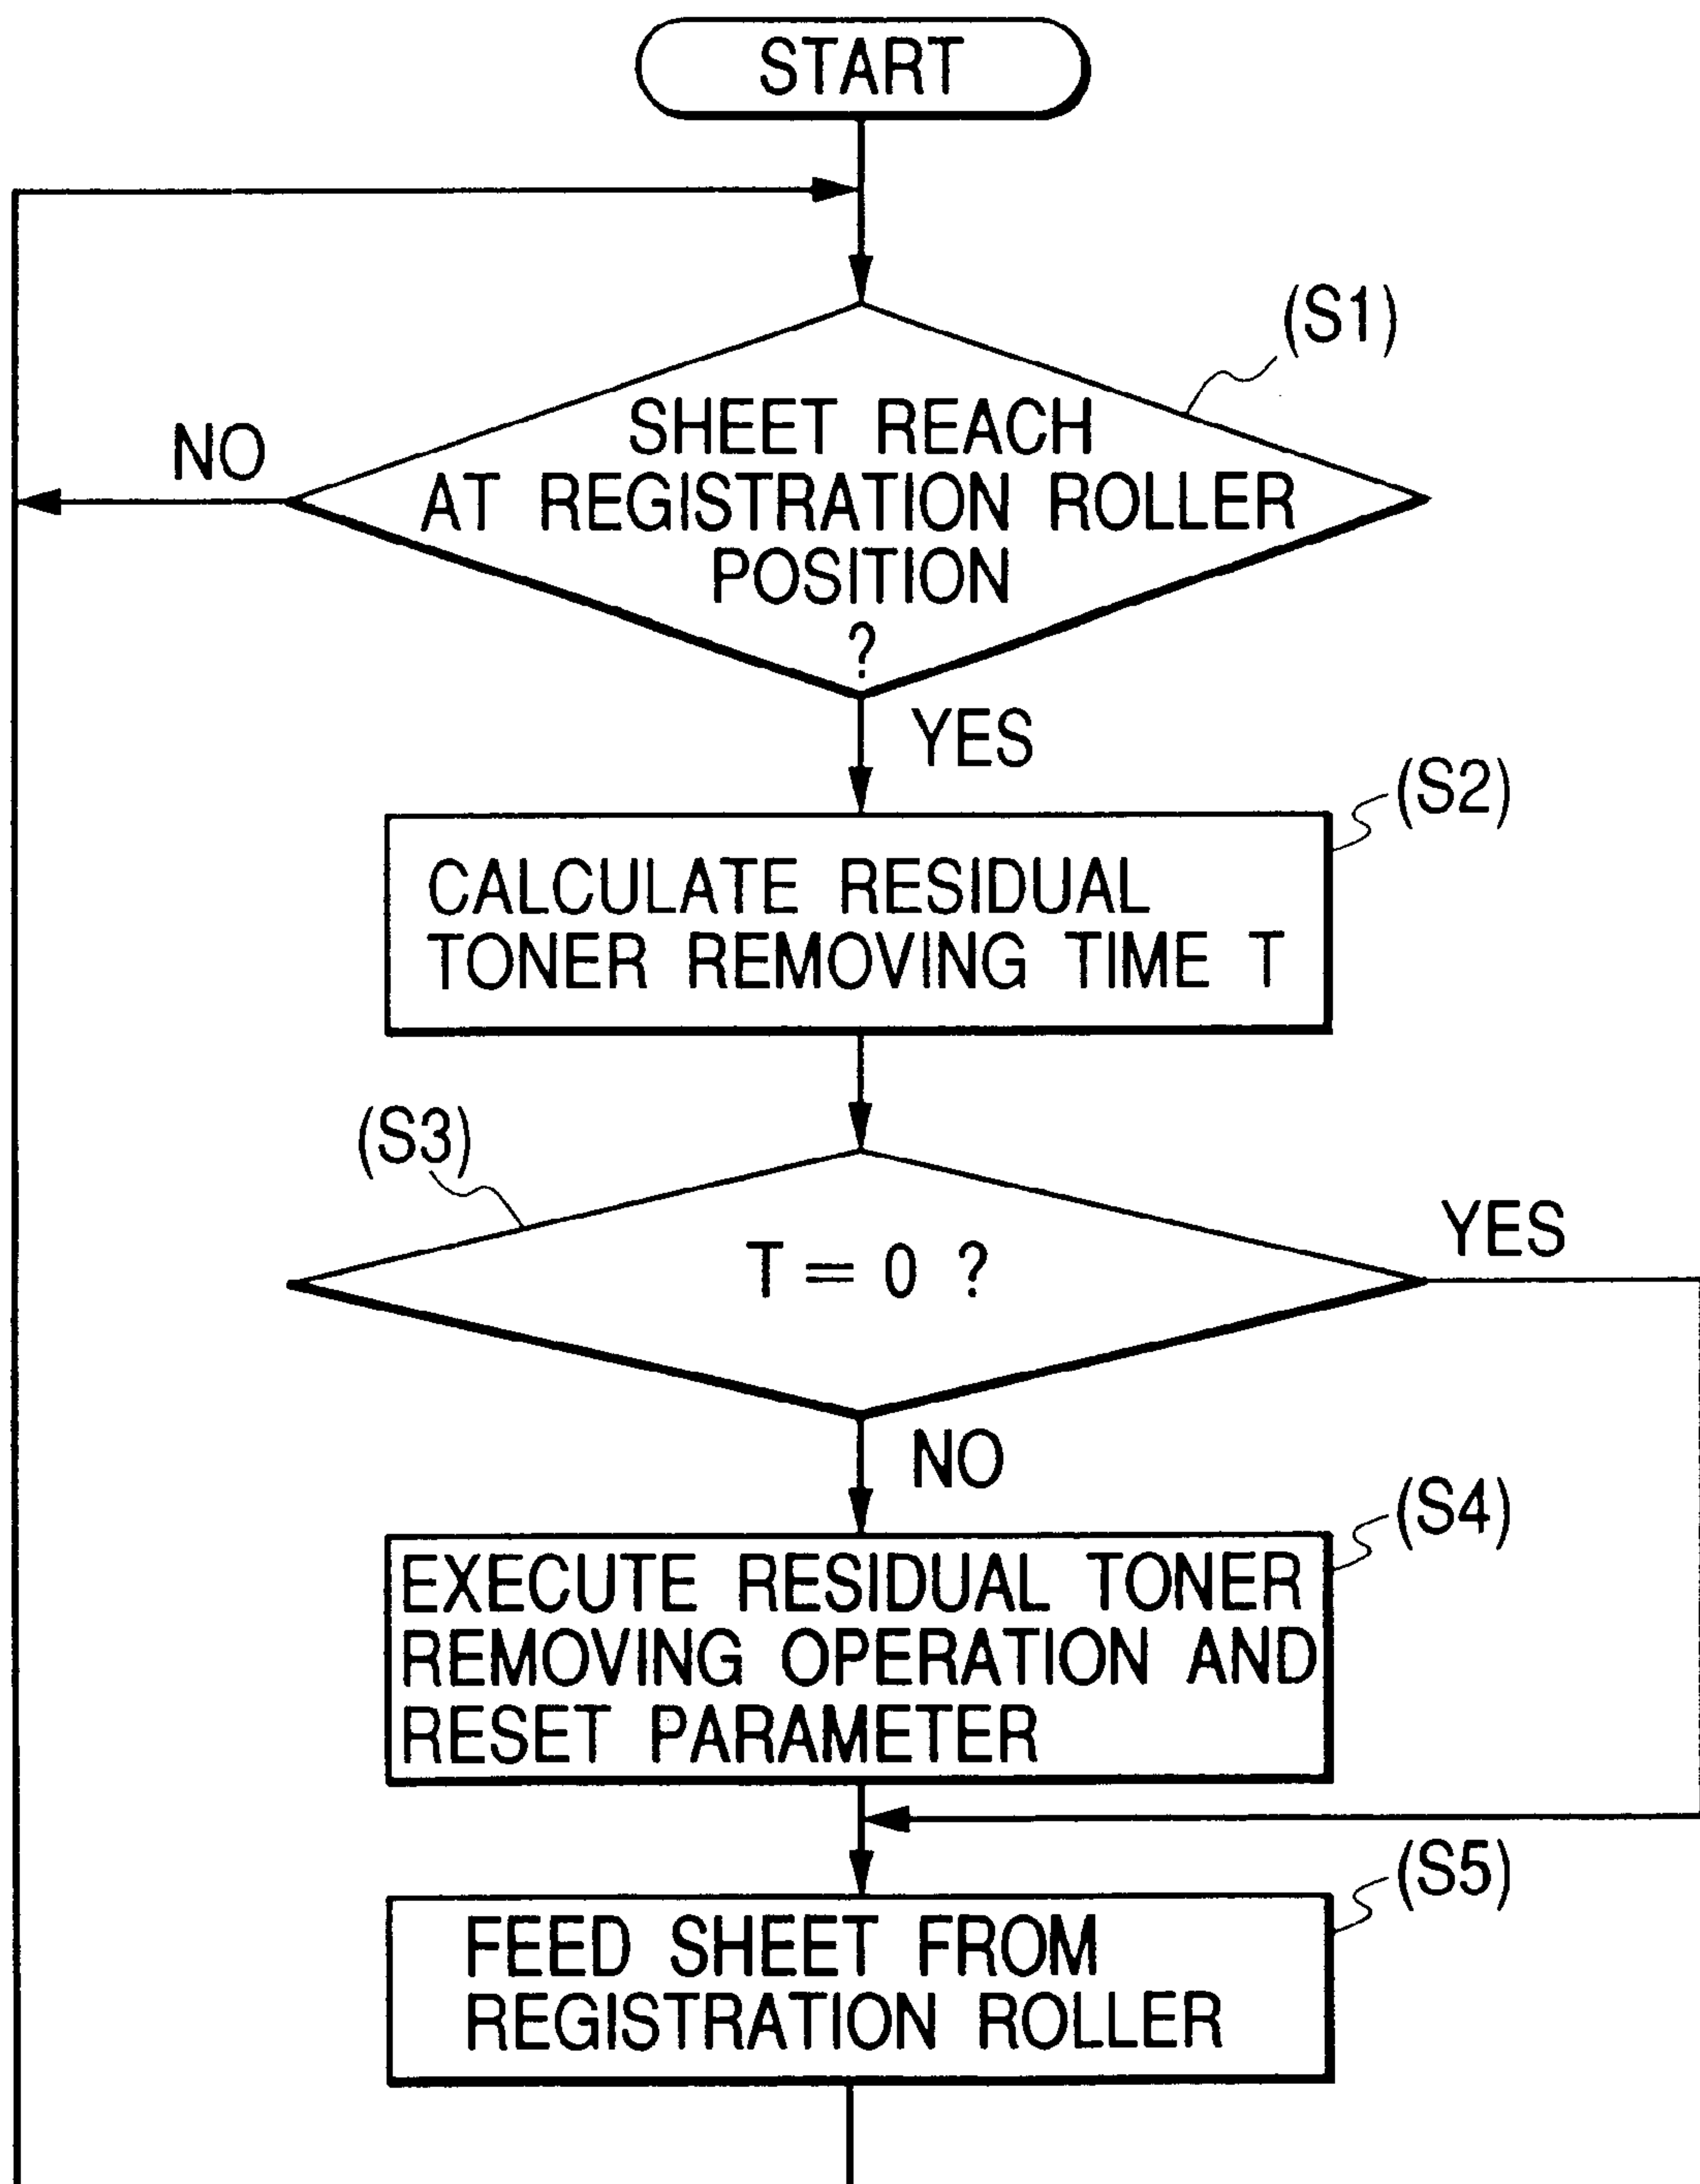 START
(S1)
SHEET REACH
AT REGISTRATION ROLLER
POSITION
?
NO
YES
(S2)
CALCULATE RESIDUAL
TONER REMOVING TIME T
(S3)
T = 0 ?
YES
NO
(S4)
EXECUTE RESIDUAL TONER
REMOVING OPERATION AND
RESET PARAMETER
(S5)
FEED SHEET FROM
REGISTRATION ROLLER